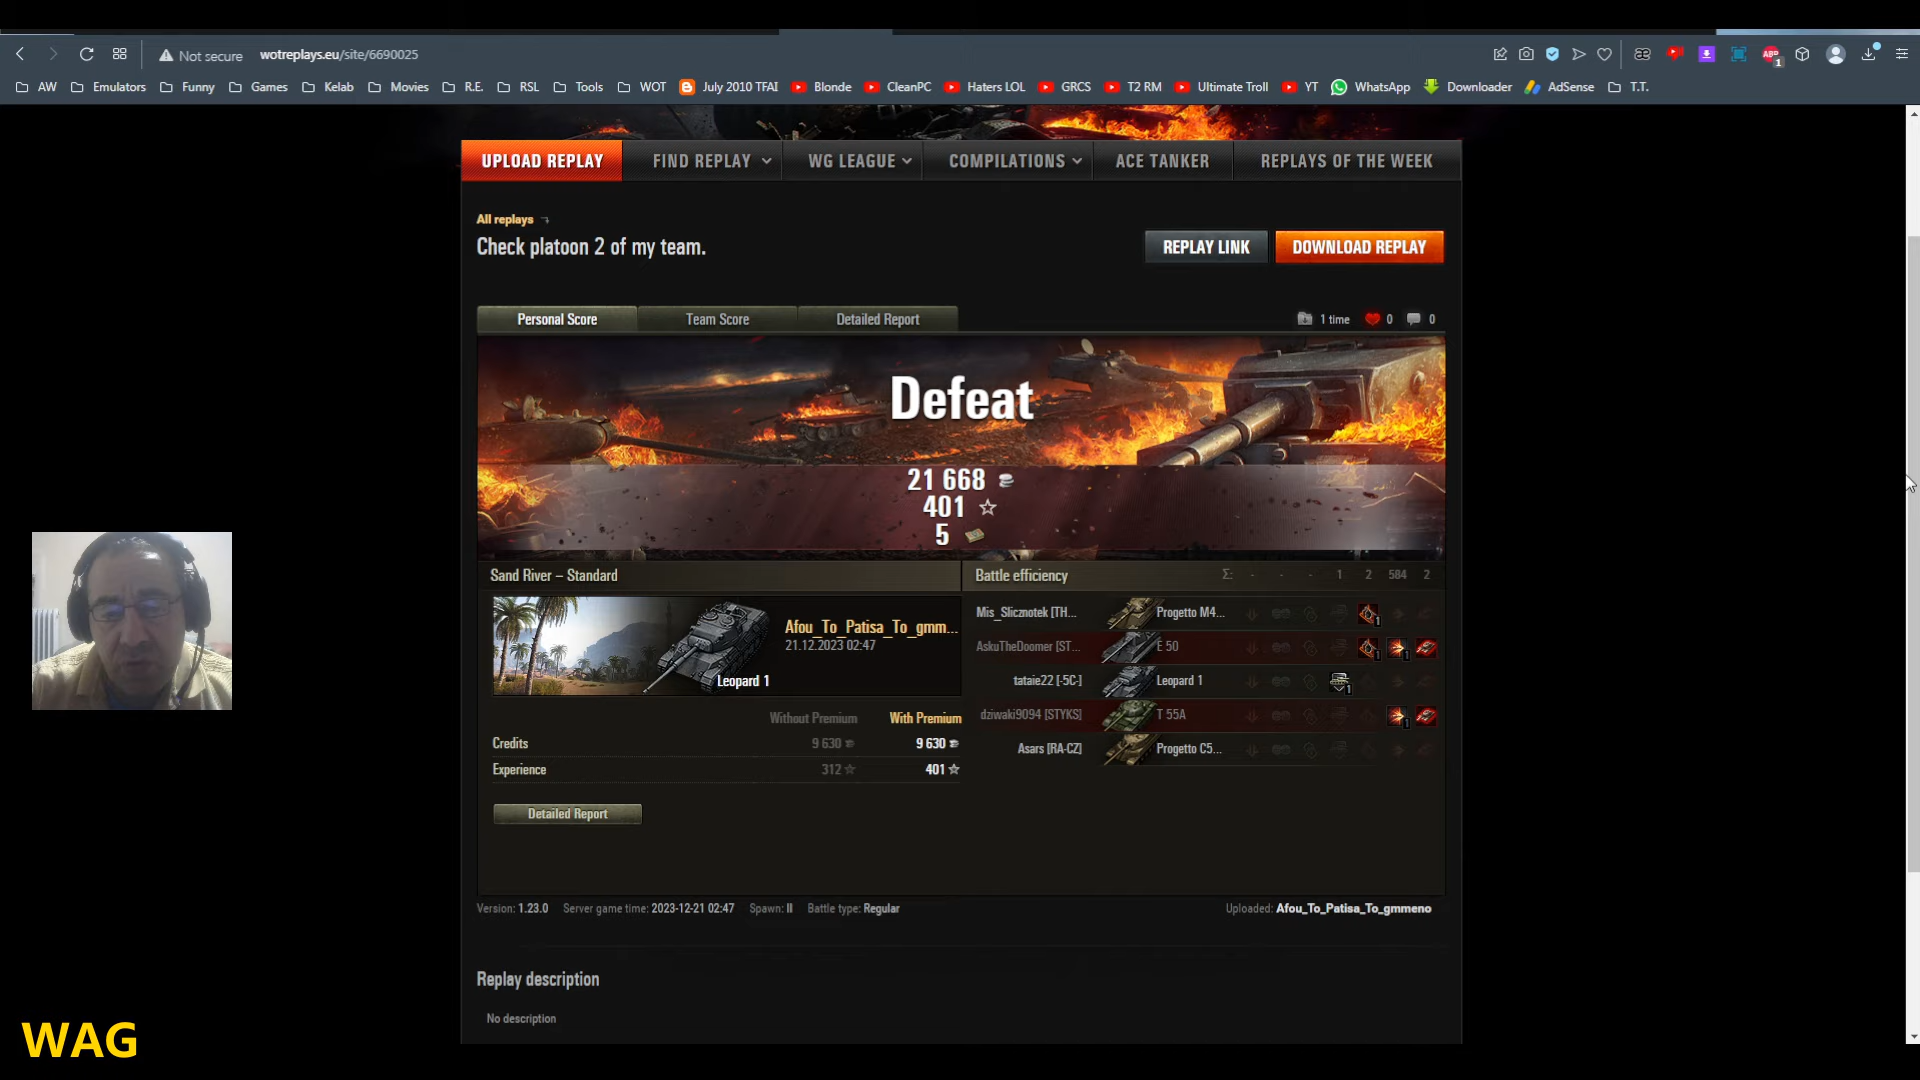 Not secure wotreplays.eu/site/6690025
AW Emulators Funny Games Kelab Movies R.E. RSL Tools WOT July 2010 TFAI Blonde CleanPC Haters LOL GRCS T2 RM Ultimate Troll YT WhatsApp Downloader AdSense T.T.
UPLOAD REPLAY FIND REPLAY WG LEAGUE COMPILATIONS ACE TANKER REPLAYS OF THE WEEK
All replays
Check platoon 2 of my team.
REPLAY LINK DOWNLOAD REPLAY
Personal Score Team Score Detailed Report 1 time 0 0
Defeat
21 668
401
5
Sand River – Standard
Battle efficiency Σ: - - - 1 2 584 2
Afou_To_Patisa_To_gmm...
21.12.2023 02:47
Leopard 1
Mis_Slicznotek [TH... Progetto M4... 1
AskuTheDoomer [ST... E 50 1 1
tataie22 [-5C-] Leopard 1 1
dziwaki9094 [STYKS] T 55A 1
Asars [RA-CZ] Progetto C5...
Without Premium With Premium
Credits 9 630 9 630
Experience 312 401
Detailed Report
Version: 1.23.0 Server game time: 2023-12-21 02:47 Spawn: II Battle type: Regular
Uploaded: Afou_To_Patisa_To_gmmeno
Replay description
No description
WAG